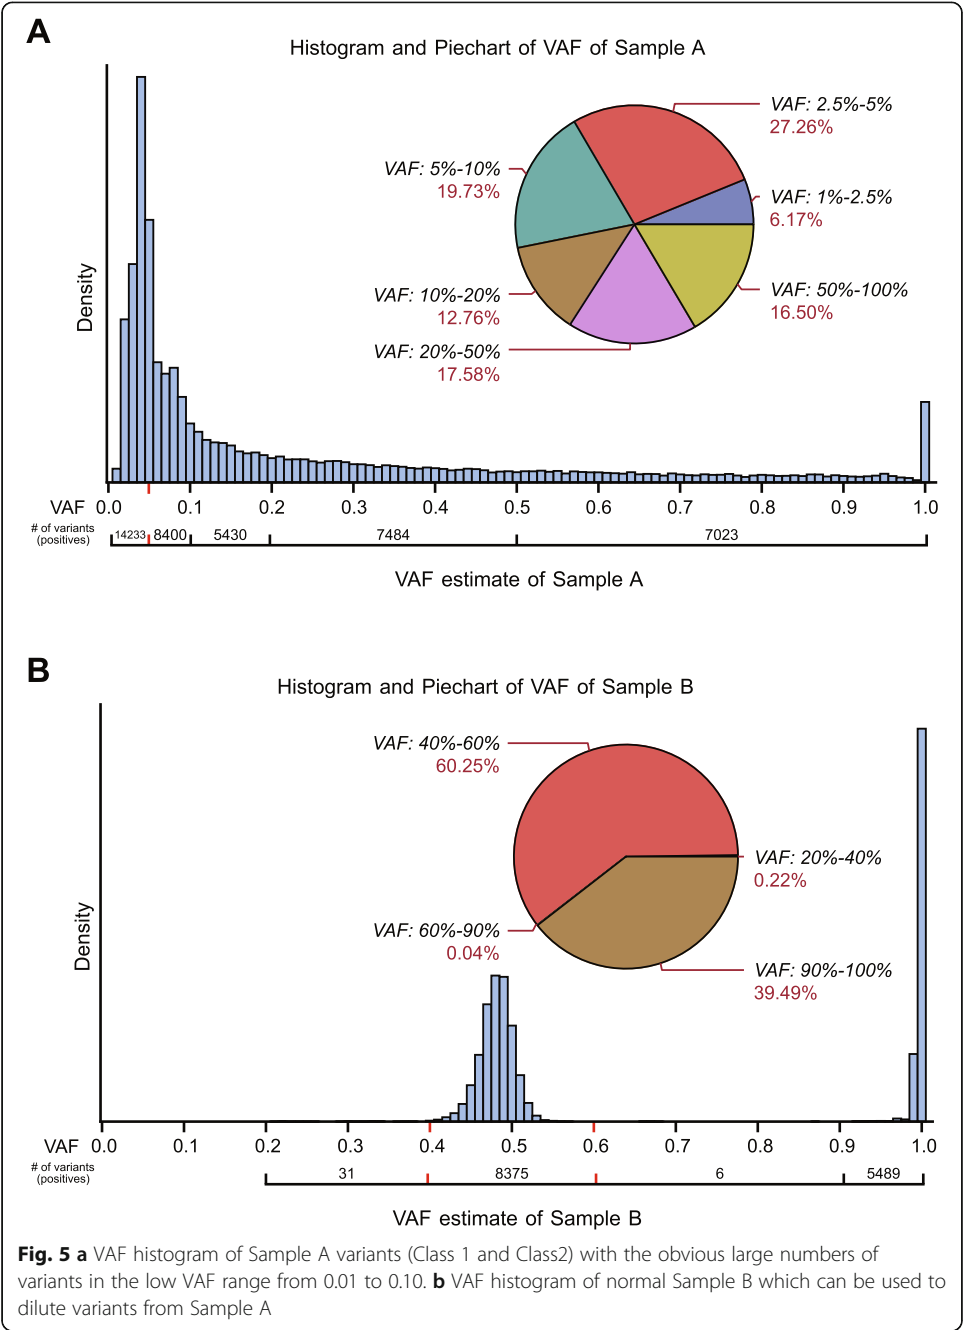 A
Histogram and Piechart of VAF of Sample A
VAF: 2.5%-5%
27.26%
VAF: 5%-10%
19.73%
VAF: 1%-2.5%
6.17%
Density
VAF: 10%-20%
12.76%
VAF: 50%-100%
16.50%
VAF: 20%-50%
17.58%
VAF 0.0 0.1 0.2 0.3 0.4 0.5 0.6 0.7 0.8 0.9 1.0
# of variants
(positives)
14233 8400 5430 7484 7023
VAF estimate of Sample A
B
Histogram and Piechart of VAF of Sample B
VAF: 40%-60%
60.25%
VAF: 20%-40%
0.22%
Density
VAF: 60%-90%
0.04%
VAF: 90%-100%
39.49%
VAF 0.0 0.1 0.2 0.3 0.4 0.5 0.6 0.7 0.8 0.9 1.0
# of variants
(positives)
31 8375 6 5489
VAF estimate of Sample B
Fig. 5 a VAF histogram of Sample A variants (Class 1 and Class2) with the obvious large numbers of
variants in the low VAF range from 0.01 to 0.10. b VAF histogram of normal Sample B which can be used to
dilute variants from Sample A